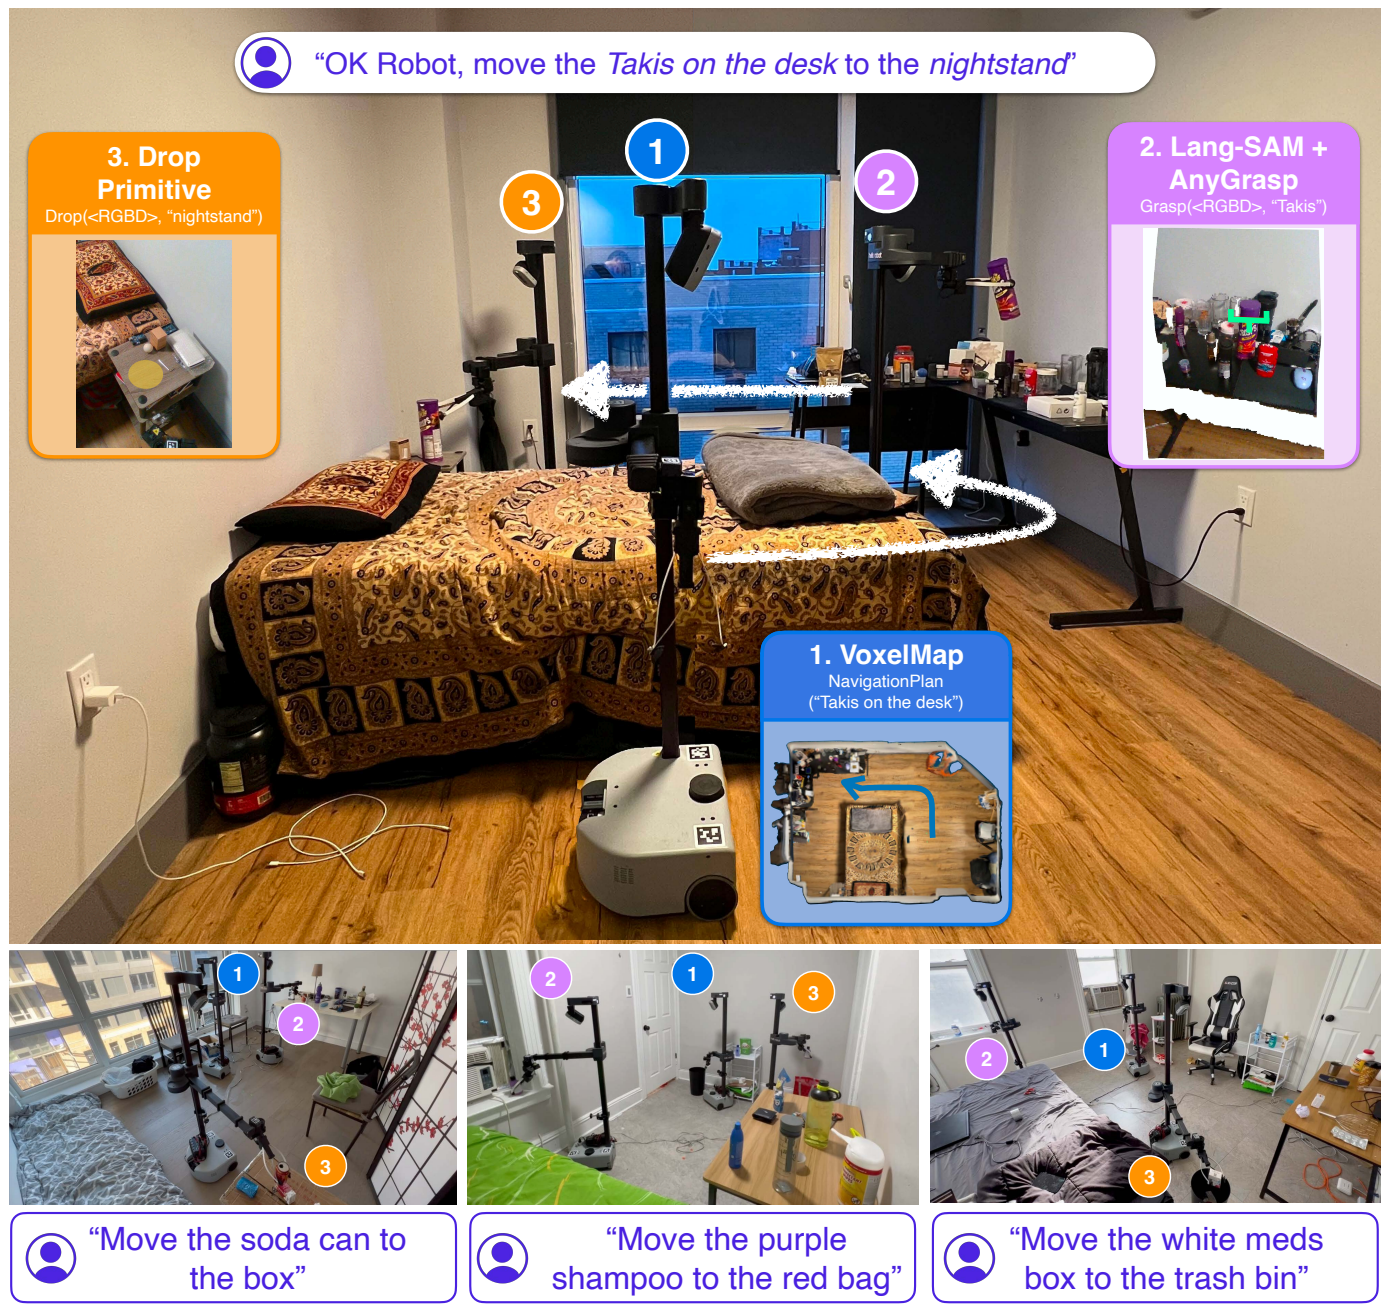 “OK Robot, move the Takis on the desk to the nightstand”
3. Drop
Primitive
Drop(<RGBD>, “nightstand”)
3
1
2
2. Lang-SAM +
AnyGrasp
Grasp(<RGBD>, “Takis”)
1. VoxelMap
NavigationPlan
(“Takis on the desk”)
1
2
3
2
1
3
2
1
3
“Move the soda can to
the box”
“Move the purple
shampoo to the red bag”
“Move the white meds
box to the trash bin”